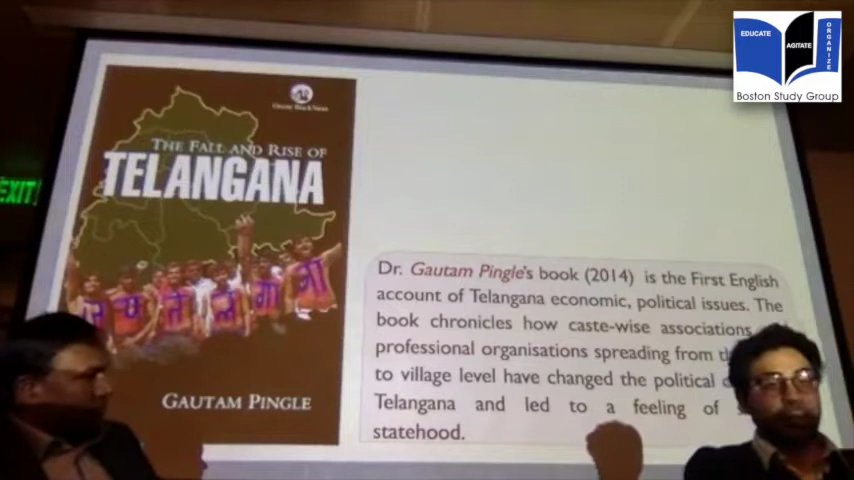 EDUCATE
AGITATE
ORGANIZE
Boston Study Group
EXIT
THE FALL AND RISE OF
TELANGANA
GAUTAM PINGLE
Dr. Gautam Pingle's book (2014) is the First English
account of Telangana economic, political issues. The
book chronicles how caste-wise associations
professional organisations spreading from
to village level have changed the political
Telangana and led to a feeling of
statehood.